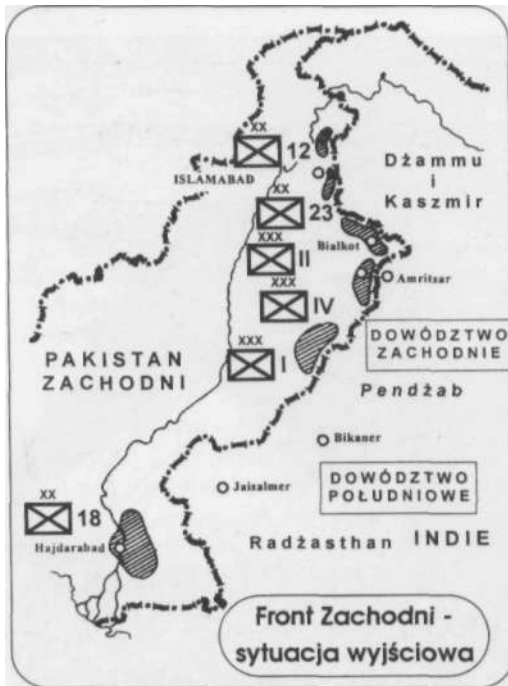 XX
12
ISLAMABAD
Dżammu
i
Kaszmir
XX
23
XXX
II
Bialkot
Amritsar
XXX
IV
DOWÓDZTWO
ZACHODNIE
XXX
I
PAKISTAN
ZACHODNI
Pendżab
Bikaner
Jaisalmer
DOWÓDZTWO
POŁUDNIOWE
XX
18
Hajdarabad
Radżasthan INDIE
Front Zachodni -
sytuacja wyjściowa